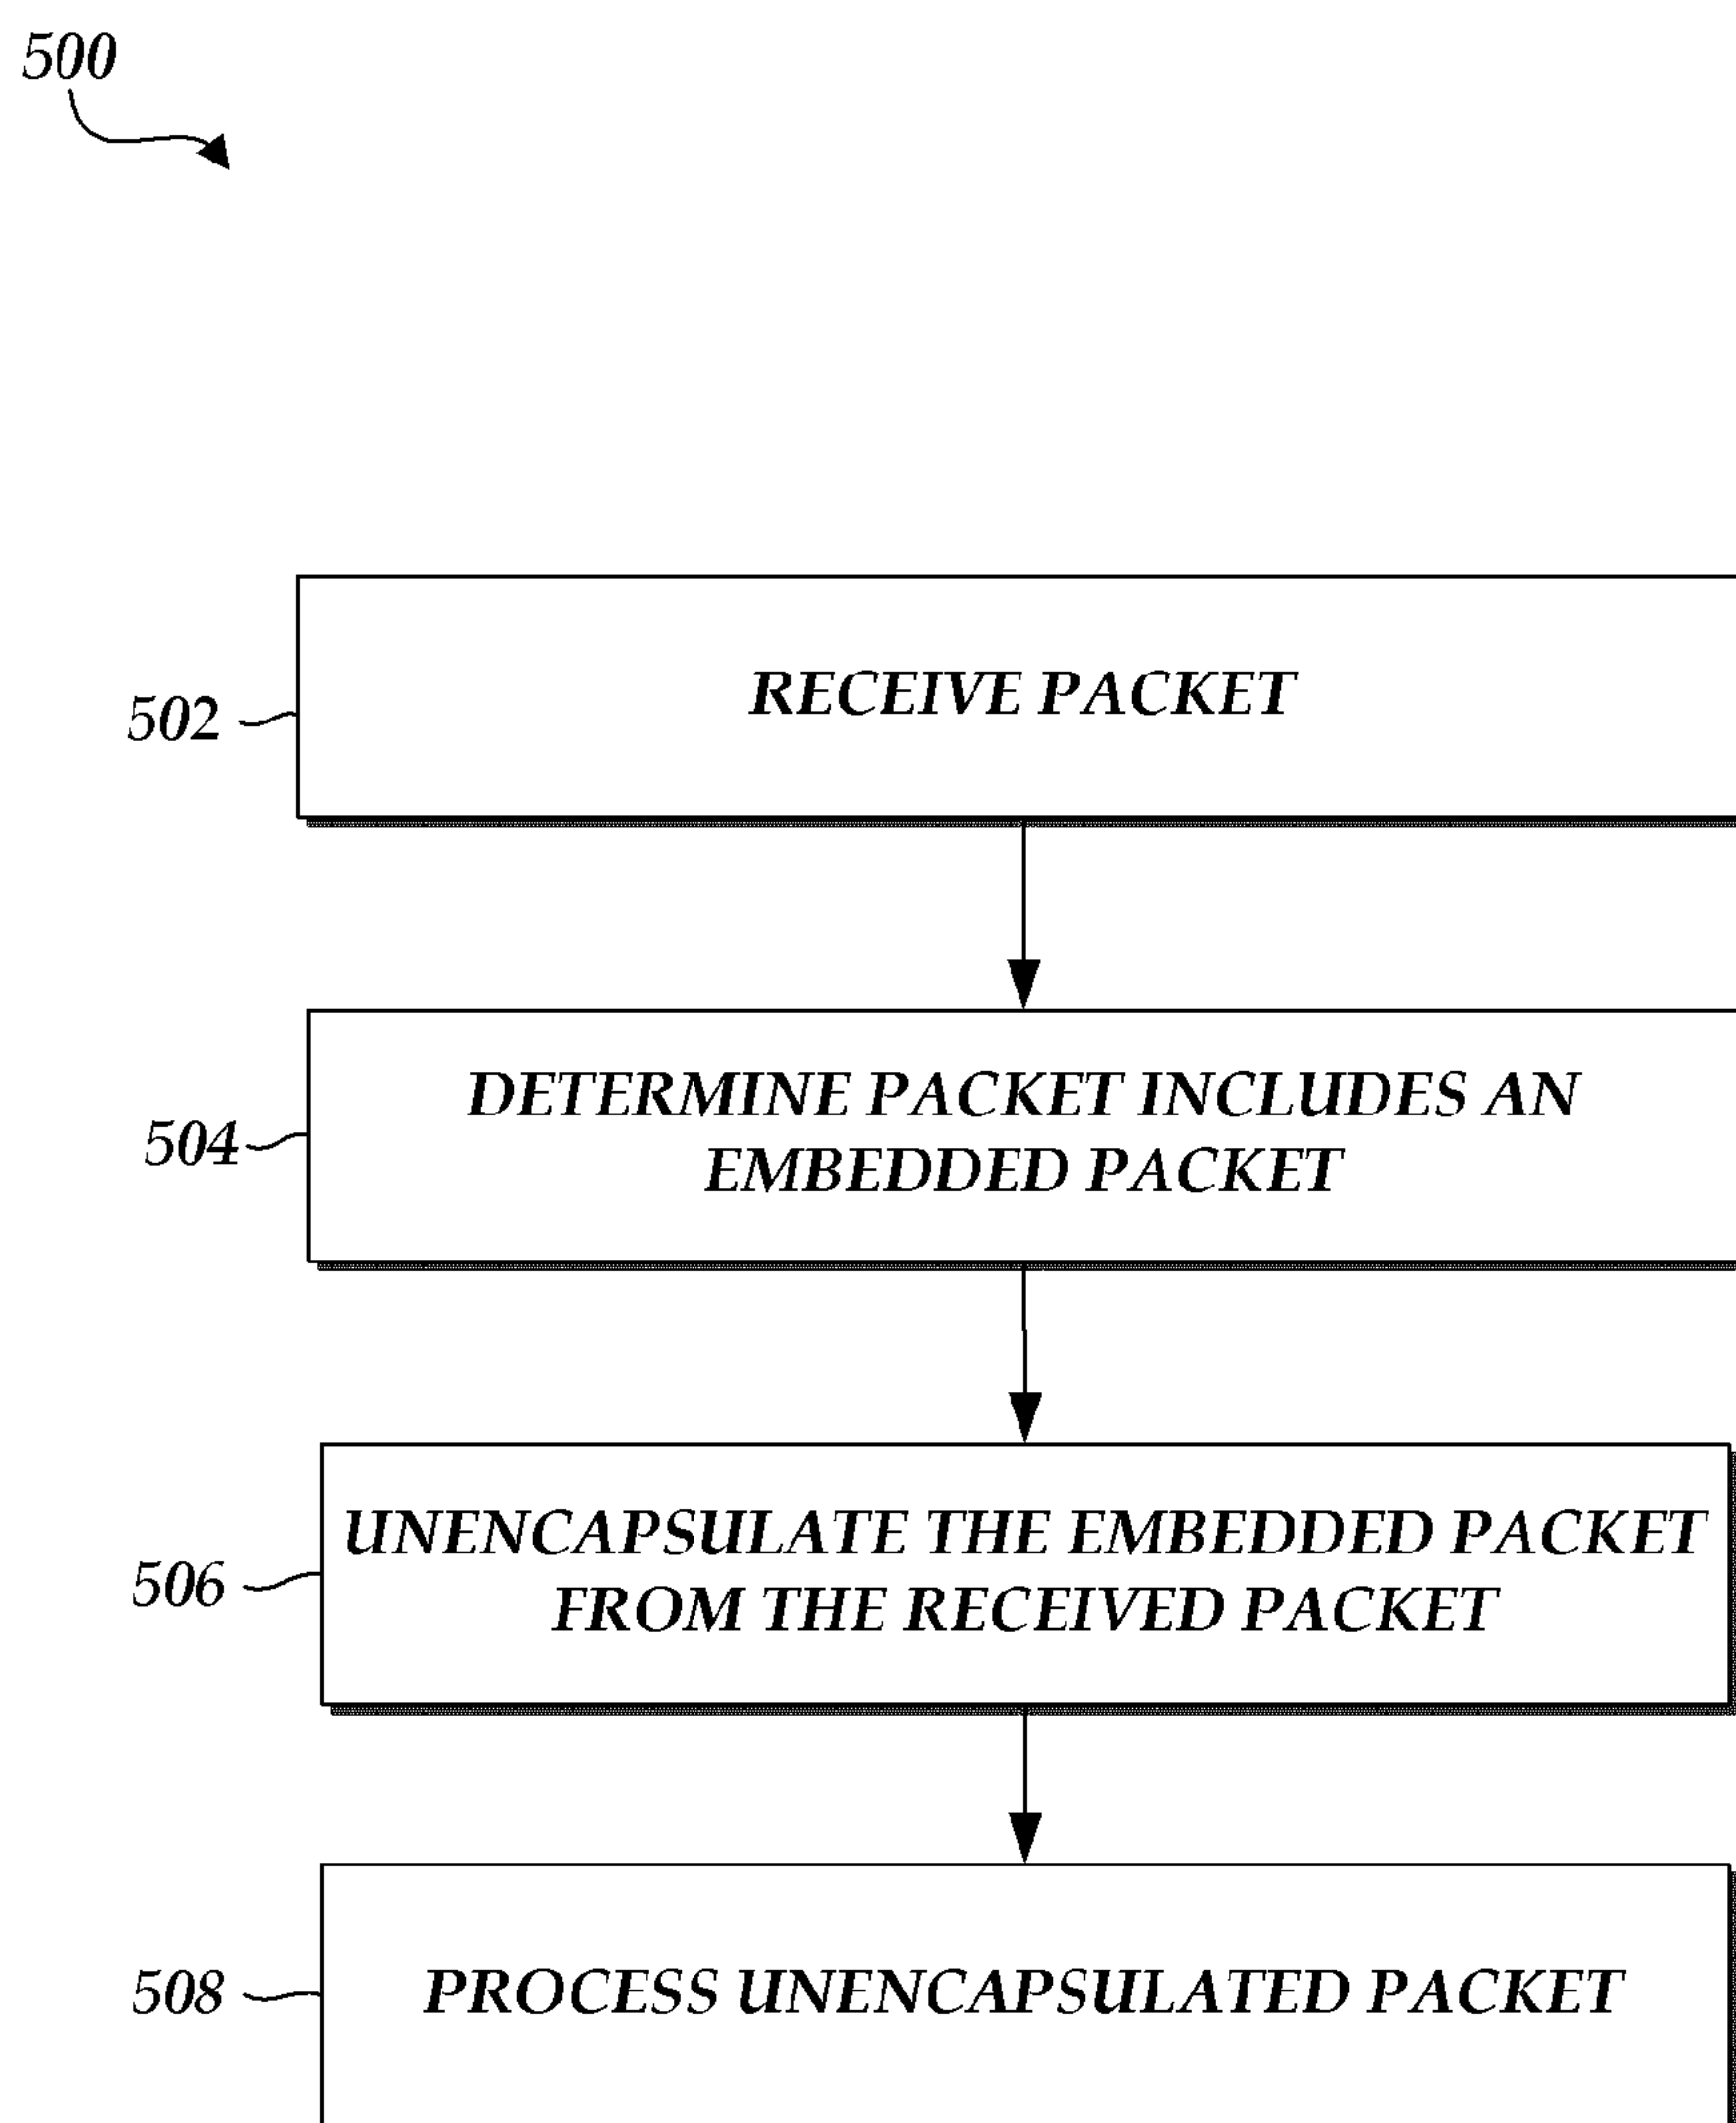 500
RECEIVE PACKET
502
DETERMINE PACKET INCLUDES AN
EMBEDDED PACKET
504
UNENCAPSULATE THE EMBEDDED PACKET
FROM THE RECEIVED PACKET
506
PROCESS UNENCAPSULATED PACKET
508